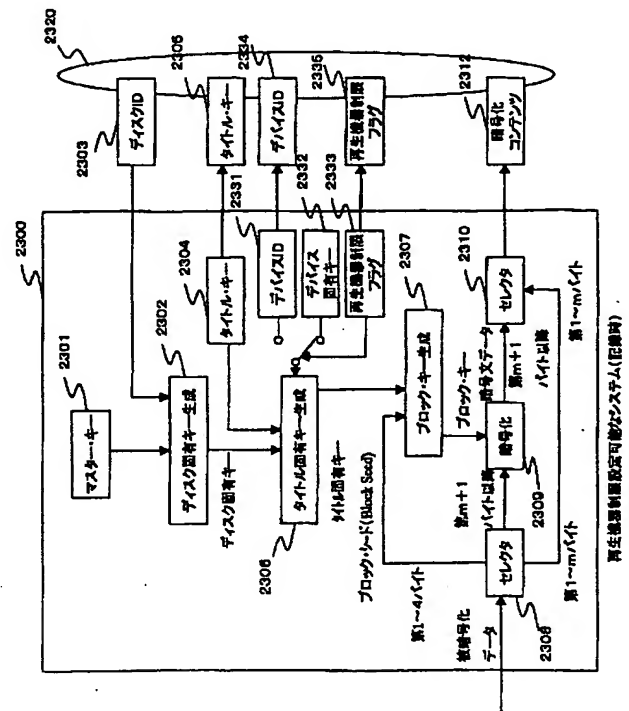 2300
2301
マスター・キー
2302
ディスク固有キー生成
ディスク固有キー
2303
ディスクID
2320
2304
タイトル・キー
2305
タイトル・キー
2306
タイトル固有キー生成
タイトル固有キー
2331
デバイスID
2334
デバイスID
2332
デバイス
固有キー
2333
再生機器制限
フラグ
2335
再生機器制限
フラグ
2307
ブロック・キー生成
ブロック・キー
ブロック・シード(Block Seed)
第1~4バイト
被暗号化
データ
セレクタ
2308
第m+1
バイト以降
暗号化
2309
暗号文データ
第m+1
バイト以降
2310
セレクタ
第1~mバイト
第1~mバイト
2312
暗号化
コンテンツ
再生機器制限設定可能なシステム(記録時)